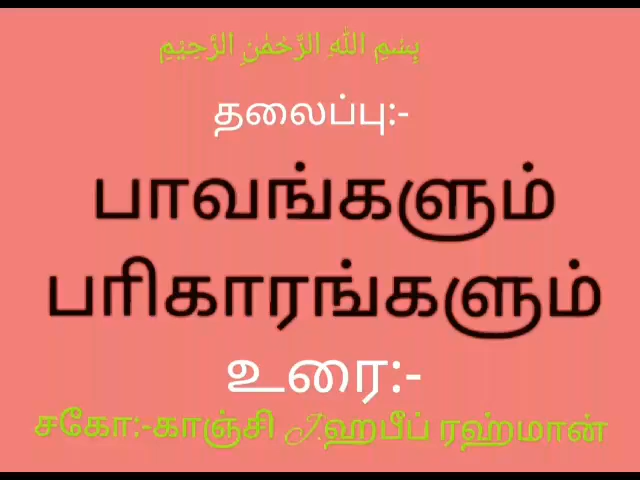 بِسْمِ اللّٰهِ الرَّحْمٰنِ الرَّحِيْمِ
தலைப்பு:-
பாவங்களும்
பரிகாரங்களும்
உரை:-
சகோ:-காஞ்சி J.ஹபீப் ரஹ்மான்